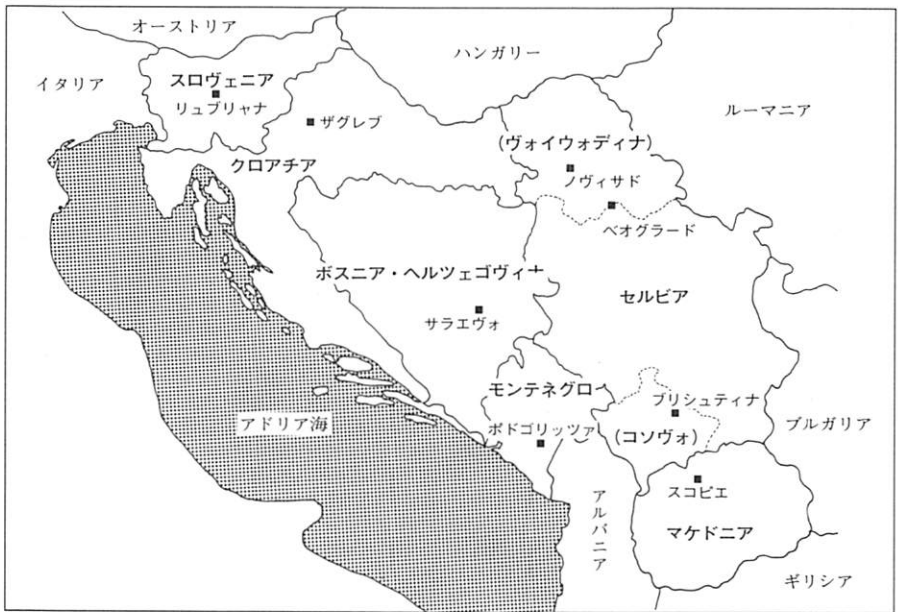 オーストリア
ハンガリー
イタリア
スロヴェニア
リュブリャナ
ルーマニア
ザグレブ
(ヴォイウォディナ)
クロアチア
ノヴィサド
ベオグラード
ボスニア・ヘルツェゴヴィナ
セルビア
サラエヴォ
モンテネグロ
プリシュティナ
アドリア海
ポドゴリッツァ
(コソヴォ)
ブルガリア
スコピエ
アルバニア
マケドニア
ギリシア